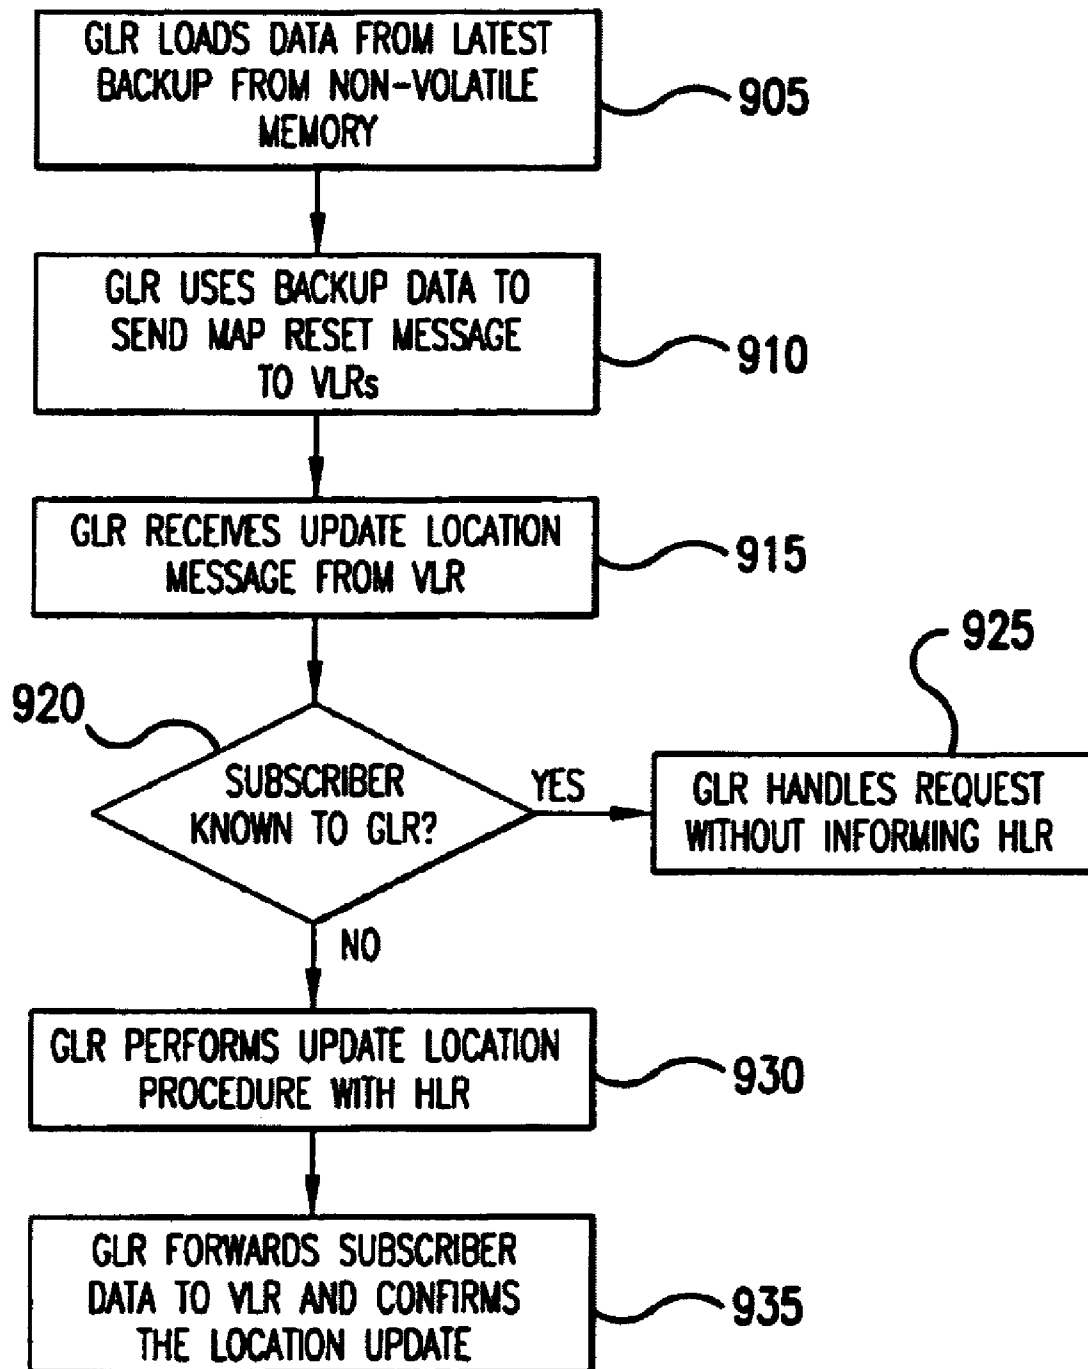 GLR LOADS DATA FROM LATEST
BACKUP FROM NON-VOLATILE
MEMORY
905
GLR USES BACKUP DATA TO
SEND MAP RESET MESSAGE
TO VLRs
910
GLR RECEIVES UPDATE LOCATION
MESSAGE FROM VLR
915
920
SUBSCRIBER
KNOWN TO GLR?
YES
925
GLR HANDLES REQUEST
WITHOUT INFORMING HLR
NO
GLR PERFORMS UPDATE LOCATION
PROCEDURE WITH HLR
930
GLR FORWARDS SUBSCRIBER
DATA TO VLR AND CONFIRMS
THE LOCATION UPDATE
935